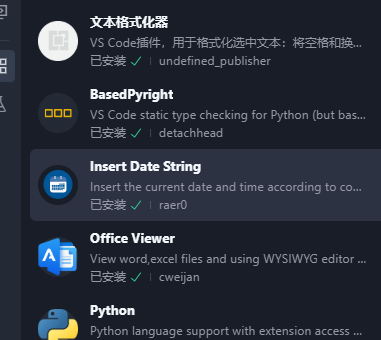 文本格式化器
VS Code插件，用于格式化选中文本：将空格和换...
已安装 undefined_publisher
BasedPyright
VS Code static type checking for Python (but bas...
已安装 detachhead
Insert Date String
Insert the current date and time according to co...
已安装 raer0
Office Viewer
View word,excel files and using WYSIWYG editor ...
已安装 cweijan
Python
Python language support with extension access ...